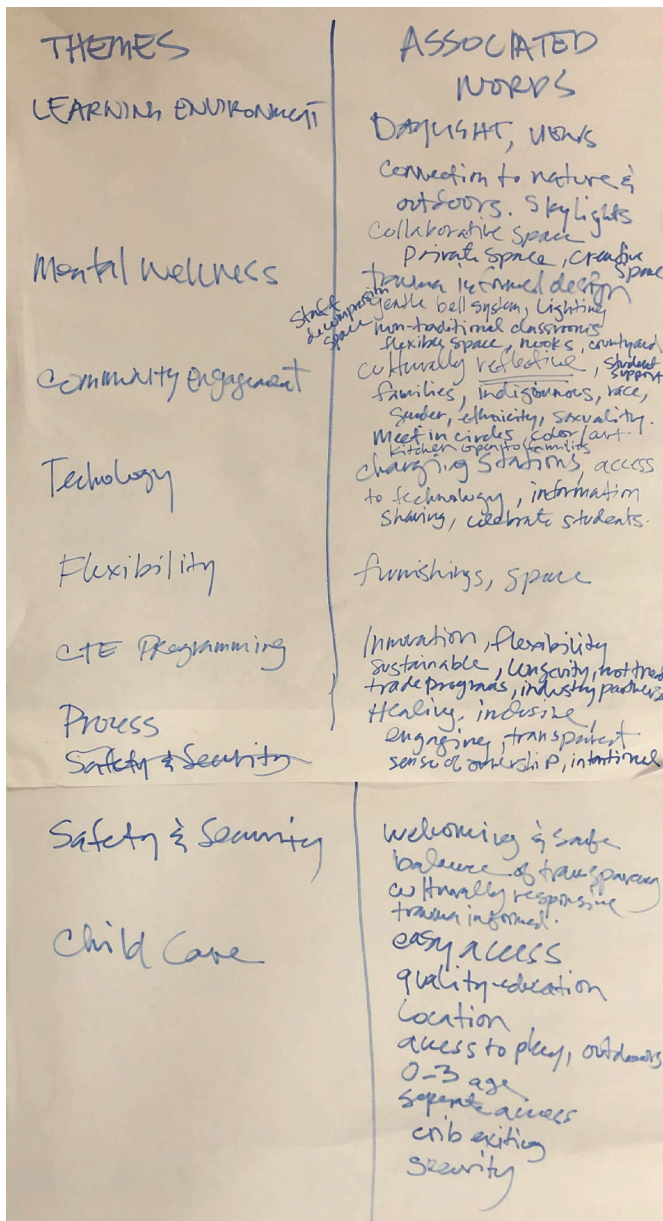 THEMES
ASSOCIATED
WORDS
LEARNING ENVIRONMENT
DAYLIGHT, VIEWS
Connection to nature &
outdoors. Skylights
collaborative space
private space, creative
space
Mental Wellness
trauma informed design
gentle bell system, Lighting
Staff
decompression
space
non-traditional classrooms
flexible space, nooks, courtyard
Community Engagement
culturally reflective, student
support
families, indigionous, race,
gender, ethnicity, sexuality.
Meet in circles, color/art
kitchen open to families
Techology
charging stations, access
to technology, information
sharing, celebrate students.
Flexibility
furnishings, space
CTE Programming
Innovation, flexibility
sustainable, longevity,
trade programs, industry partners
Process
Healing, inclusive,
engaging, transparent
sense of ownership, intentional
Safety & Security
Safety & Security
welcoming & safe
balance of transparency
culturally responsive
trauma informed.
Child Care
easy access
quality education
Location
access to play, outdoors
0-3 age
separate access
crib exiting
security